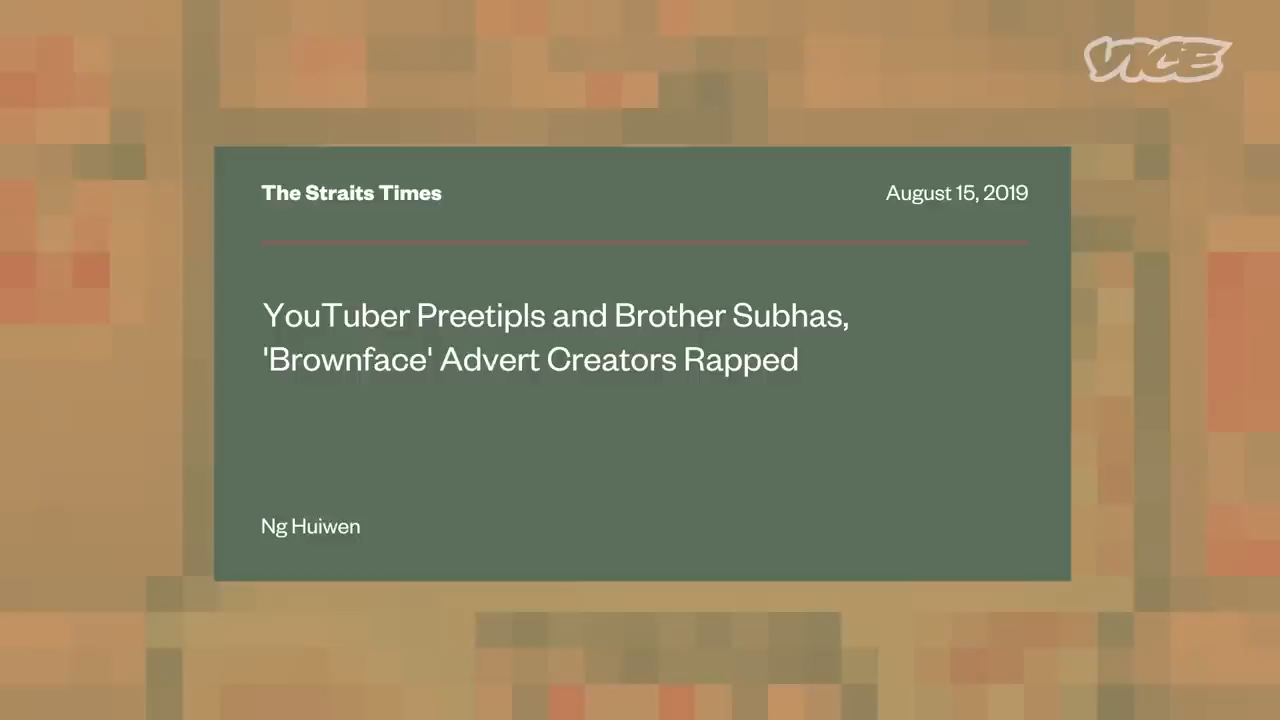 VICE
The Straits Times
August 15, 2019
YouTuber Preetipls and Brother Subhas,
'Brownface' Advert Creators Rapped
Ng Huiwen